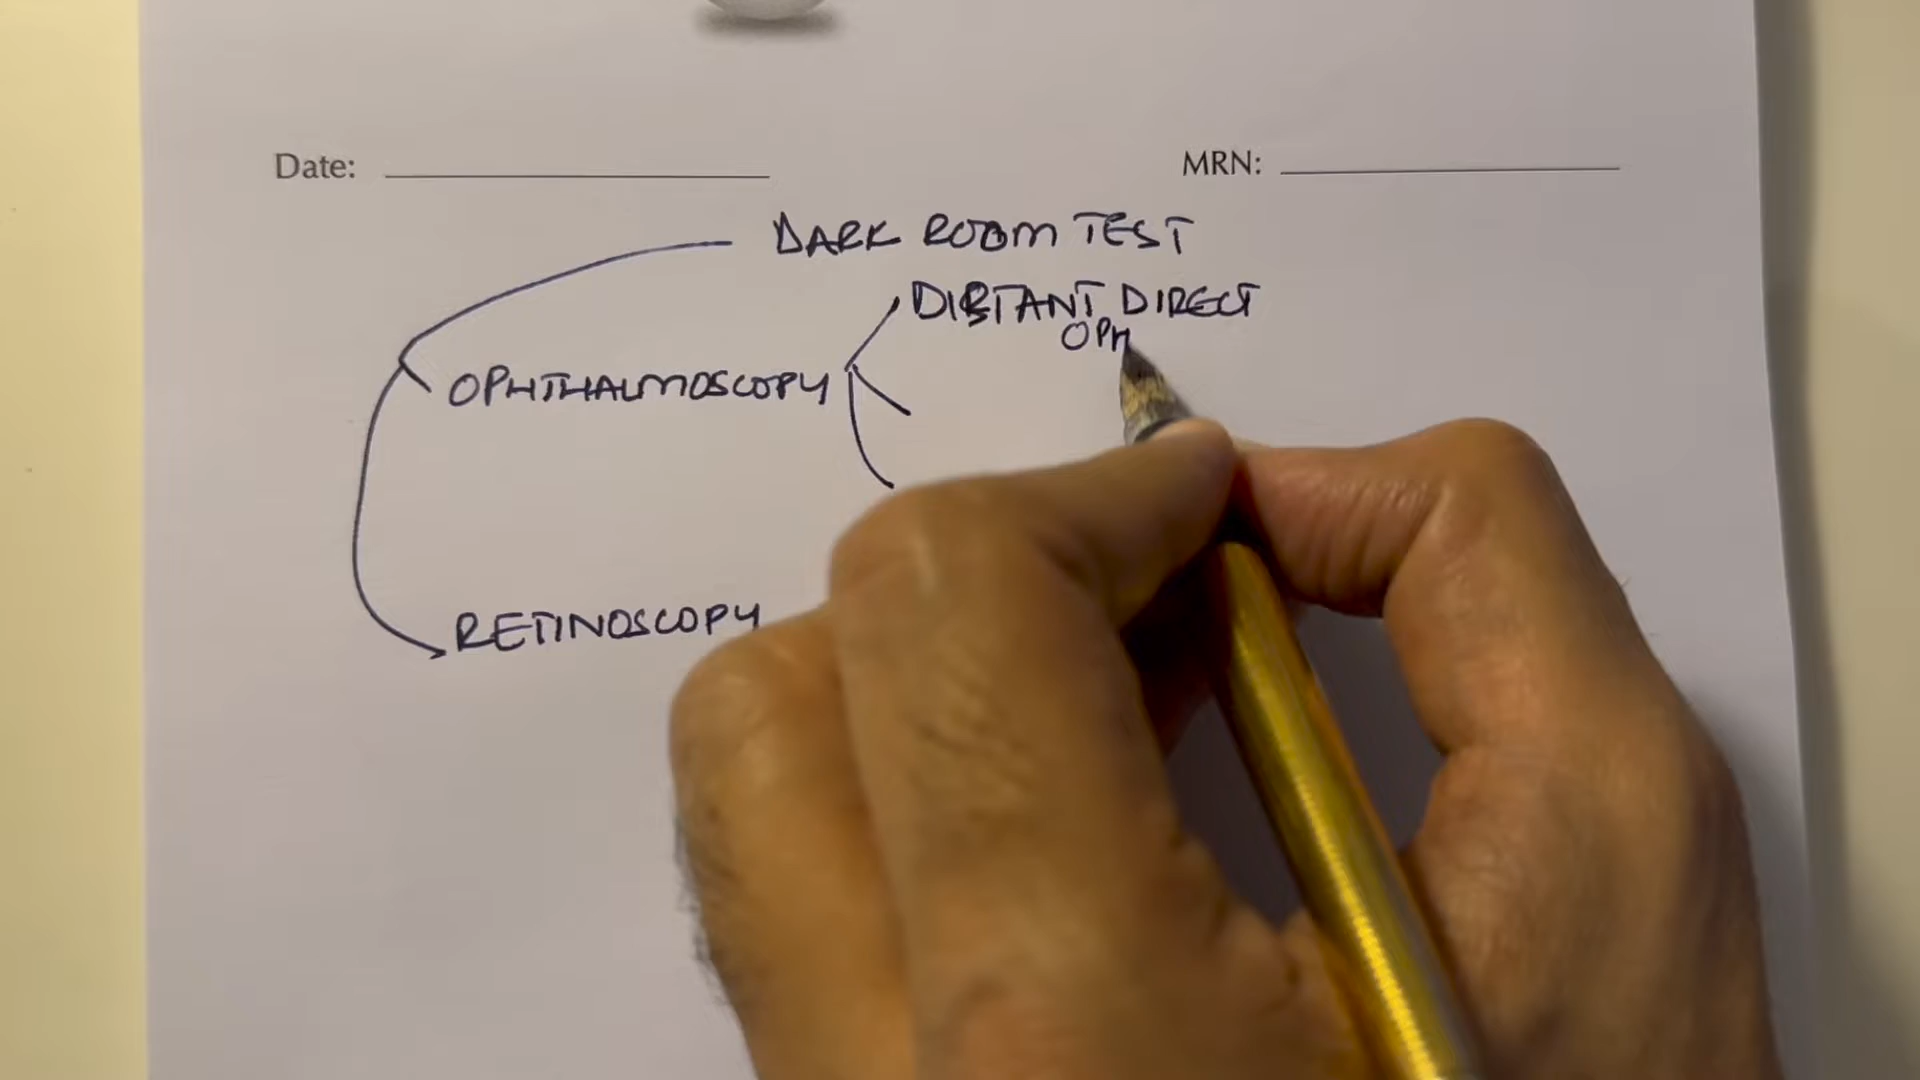 Date: MRN:
DARK ROOM TEST
DISTANT DIRECT
OPH
OPHTHALMOSCOPY
RETINOSCOPY